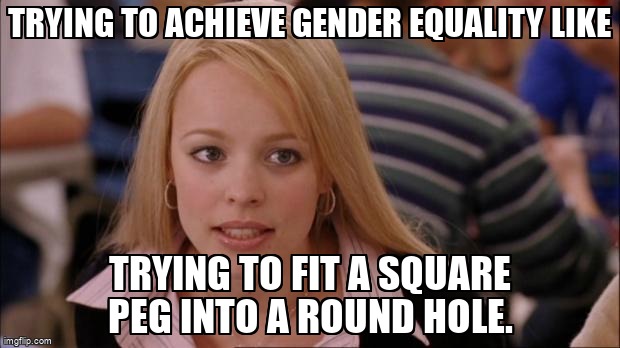 TRYING TO ACHIEVE GENDER EQUALITY LIKE
TRYING TO FIT A SQUARE
PEG INTO A ROUND HOLE.
imgflip.com